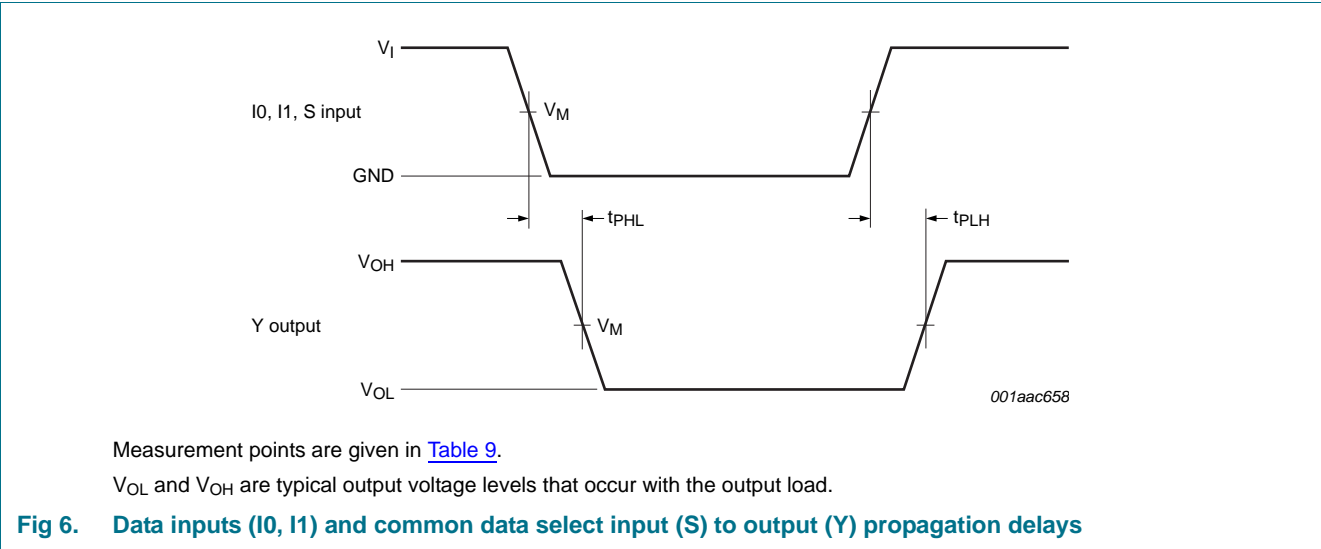 VI
I0, I1, S input
VM
GND
tPHL
tPLH
VOH
Y output
VM
VOL
001aac658
Measurement points are given in Table 9.
VOL and VOH are typical output voltage levels that occur with the output load.
Fig 6. Data inputs (I0, I1) and common data select input (S) to output (Y) propagation delays